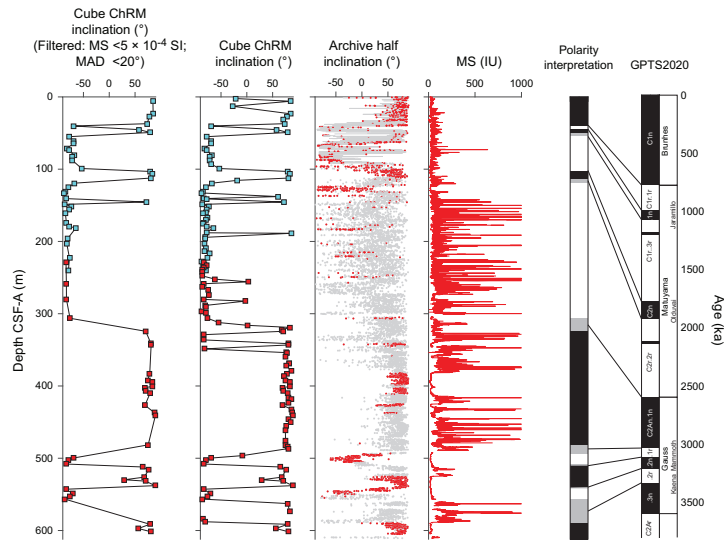 Cube ChRM
inclination (°)
(Filtered: MS <5 × 10⁻⁴ SI;
MAD <20°)
-50 0 50
Cube ChRM
inclination (°)
-50 0 50
Archive half
inclination (°)
-50 0 50
MS (IU)
0 500 1000
Polarity
interpretation
GPTS2020
Depth CSF-A (m)
0
100
200
300
400
500
600
C1n
C1r.1r
1n
C1r..3r
C2n
C2r.2r
C2An.1n
.1r
2n
.2r
.3n
C2Ar
Brunhes
Jaramillo
Matuyama
Olduvai
Gauss
Kaena
Mammoth
0
500
1000
1500
2000
2500
3000
3500
Age (ka)